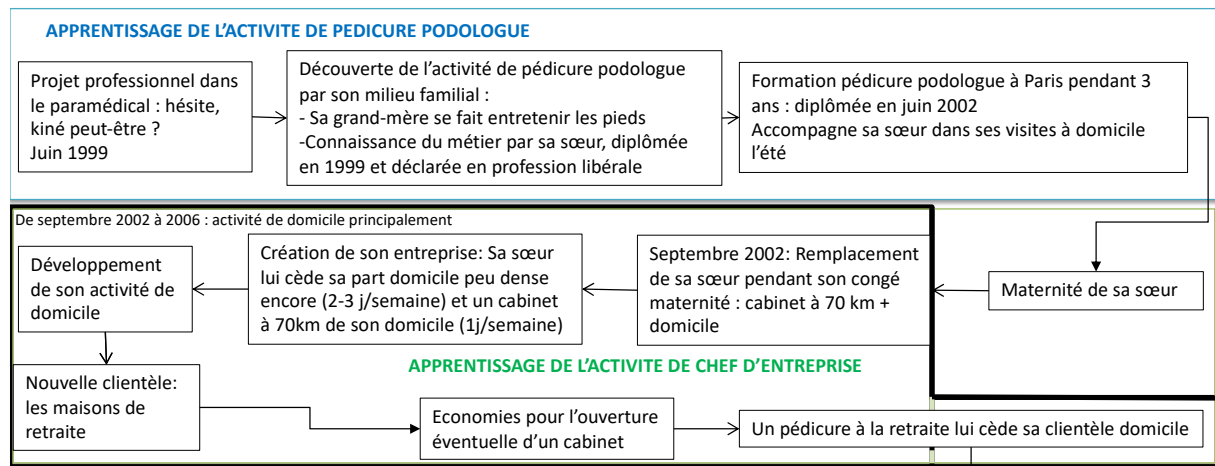 APPRENTISSAGE DE L'ACTIVITE DE PEDICURE PODOLOGUE
Projet professionnel dans
le paramédical : hésite,
kiné peut-être ?
Juin 1999
Découverte de l'activité de pédicure podologue
par son milieu familial :
- Sa grand-mère se fait entretenir les pieds
-Connaissance du métier par sa sœur, diplômée
en 1999 et déclarée en profession libérale
Formation pédicure podologue à Paris pendant 3
ans : diplômée en juin 2002
Accompagne sa sœur dans ses visites à domicile
l'été
De septembre 2002 à 2006 : activité de domicile principalement
Maternité de sa sœur
Septembre 2002: Remplacement
de sa sœur pendant son congé
maternité : cabinet à 70 km +
domicile
Création de son entreprise: Sa sœur
lui cède sa part domicile peu dense
encore (2-3 j/semaine) et un cabinet
à 70km de son domicile (1j/semaine)
Développement
de son activité de
domicile
APPRENTISSAGE DE L'ACTIVITE DE CHEF D'ENTREPRISE
Nouvelle clientèle:
les maisons de
retraite
Economies pour l'ouverture
éventuelle d'un cabinet
Un pédicure à la retraite lui cède sa clientèle domicile